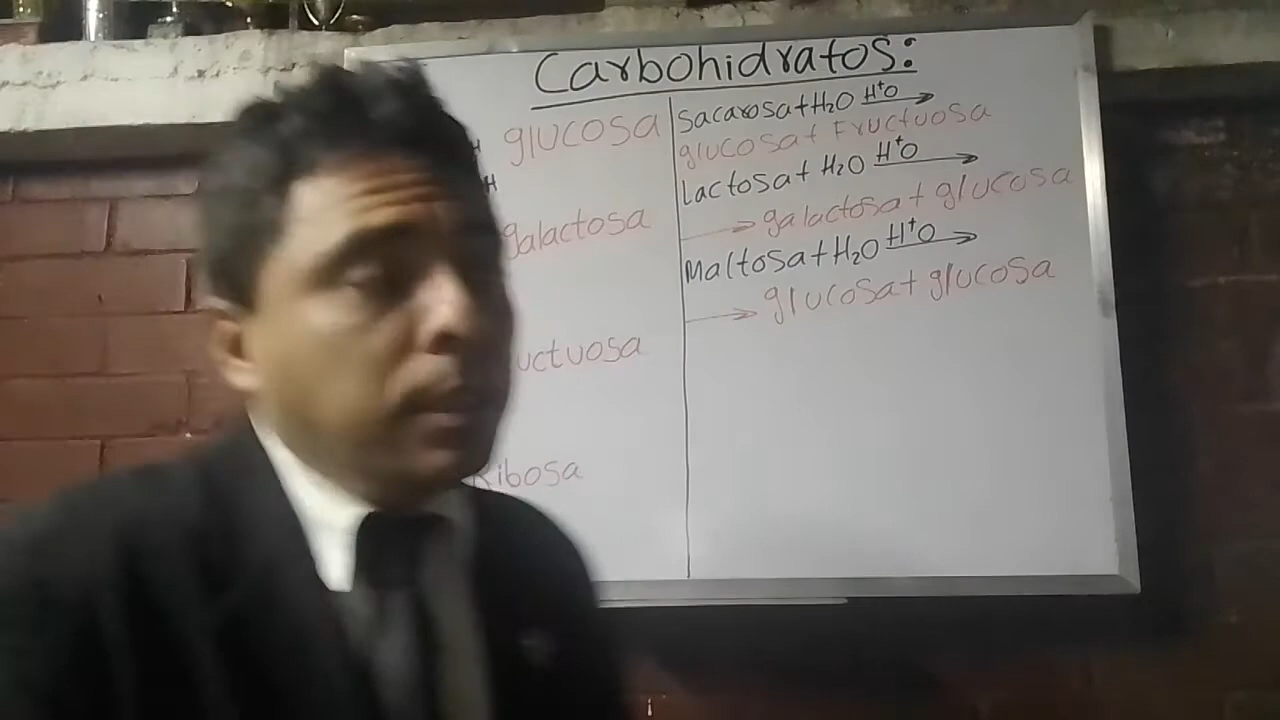 Carbohidratos:
H glucosa
H
galactosa
uctuosa
Ribosa
Sacarosa+H₂O H⁺O →
glucosa+Fructuosa
Lactosa+ H₂O H⁺O →
→ galactosa+glucosa
Maltosa+H₂O H⁺O →
→ glucosa+glucosa